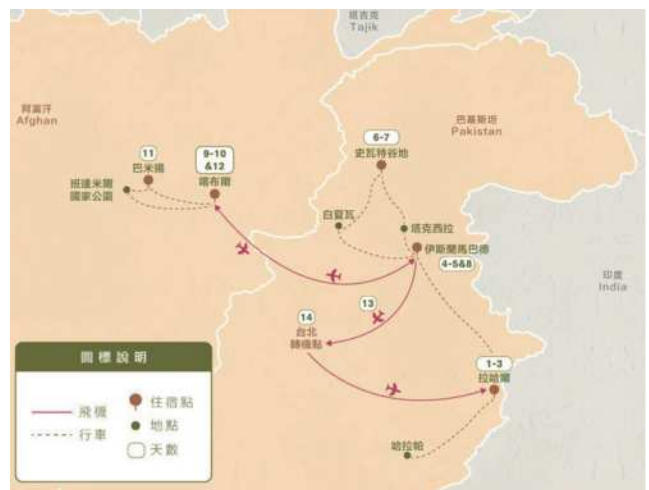 塔吉克
Tajik
阿富汗
Afghan
巴基斯坦
Pakistan
6-7
史瓦特谷地
11
巴米揚
9-10
&12
喀布爾
班達米爾
國家公園
白夏瓦
塔克西拉
伊斯蘭馬巴德
4-5&8
印度
India
13
14
台北
轉機點
1-3
拉哈爾
哈拉帕
圖標說明
飛機
住宿點
行車
地點
天數